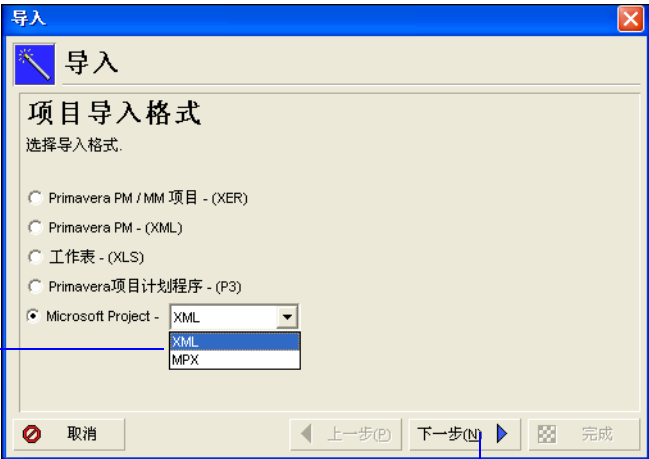 导入
导入
项目导入格式
选择导入格式.
Primavera PM / MM 项目 - (XER)
Primavera PM - (XML)
工作表 - (XLS)
Primavera项目计划程序 - (P3)
Microsoft Project - XML
XML
MPX
取消 上一步(P) 下一步(N) 完成